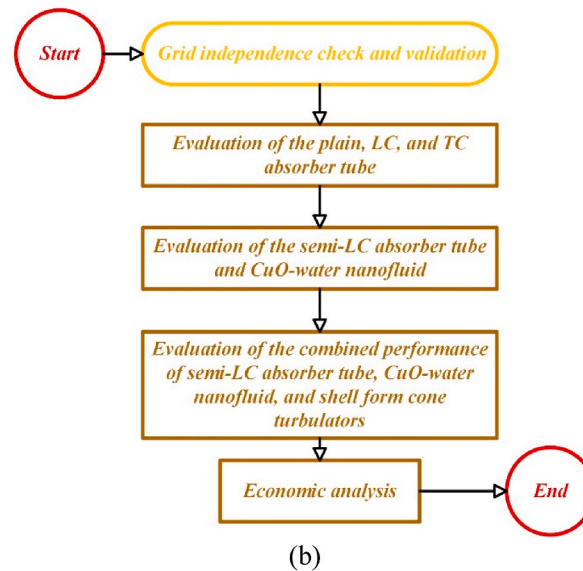 Start
Grid independence check and validation
Evaluation of the plain, LC, and TC
absorber tube
Evaluation of the semi-LC absorber tube
and CuO-water nanofluid
Evaluation of the combined performance
of semi-LC absorber tube, CuO-water
nanofluid, and shell form cone
turbulators
Economic analysis
End
(b)